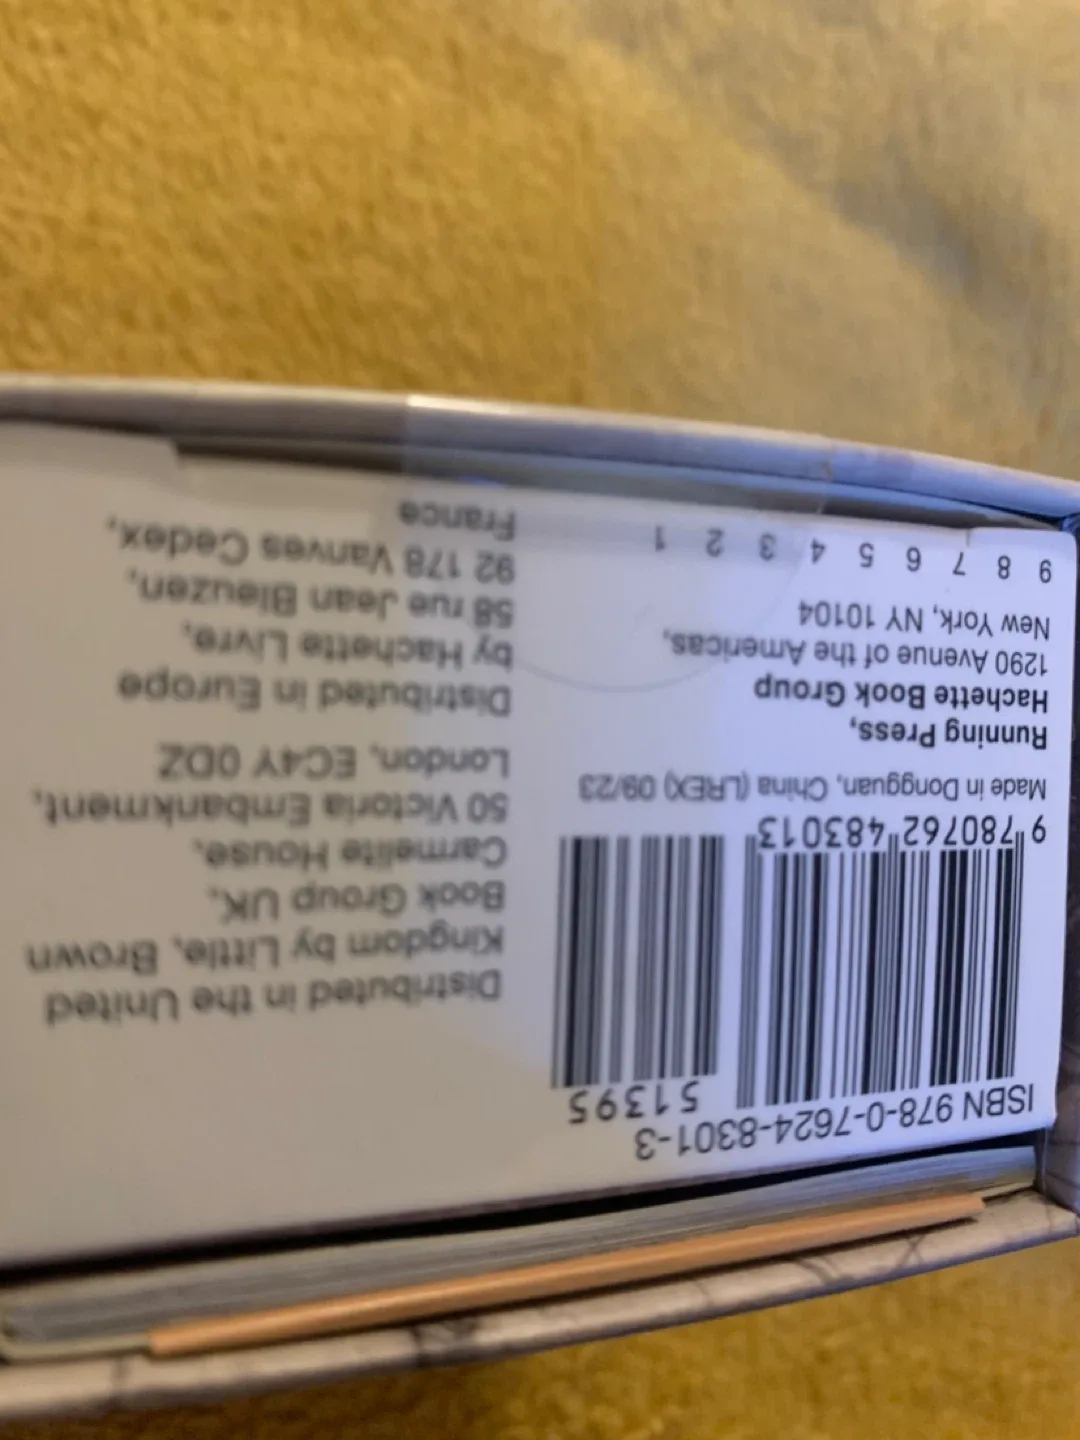 ISBN 978-0-7624-8301-3
51395
9 780762 483013
Made in Dongguan, China (LREX) 09/23
Running Press,
Hachette Book Group
1290 Avenue of the Americas,
New York, NY 10104
9 8 7 6 5 4 3 2 1
Distributed in the United
Kingdom by Little, Brown
Book Group UK,
Carmelite House,
50 Victoria Embankment,
London, EC4Y 0DZ
Distributed in Europe
by Hachette Livre,
58 rue Jean Bleuzen,
92 178 Vanves Cedex,
France